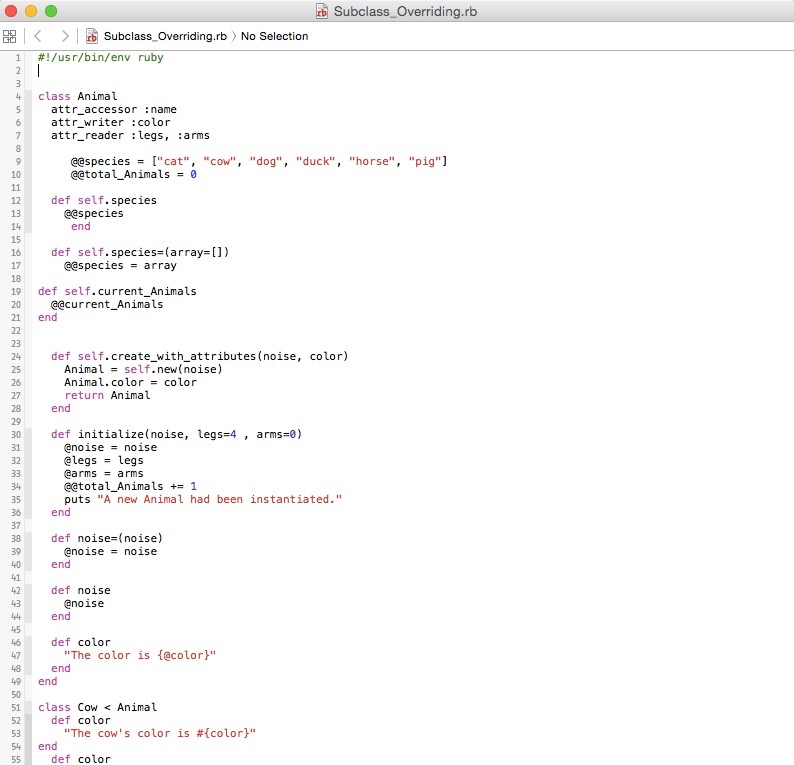 Subclass_Overriding.rb
Subclass_Overriding.rb 〉 No Selection
1 #!/usr/bin/env ruby
2
3
4 class Animal
5 attr_accessor :name
6 attr_writer :color
7 attr_reader :legs, :arms
8
9 @@species = ["cat", "cow", "dog", "duck", "horse", "pig"]
10 @@total_Animals = 0
11
12 def self.species
13 @@species
14 end
15
16 def self.species=(array=[])
17 @@species = array
18
19 def self.current_Animals
20 @@current_Animals
21 end
22
23
24 def self.create_with_attributes(noise, color)
25 Animal = self.new(noise)
26 Animal.color = color
27 return Animal
28 end
29
30 def initialize(noise, legs=4 , arms=0)
31 @noise = noise
32 @legs = legs
33 @arms = arms
34 @@total_Animals += 1
35 puts "A new Animal had been instantiated."
36 end
37
38 def noise=(noise)
39 @noise = noise
40 end
41
42 def noise
43 @noise
44 end
45
46 def color
47 "The color is {@color}"
48 end
49 end
50
51 class Cow < Animal
52 def color
53 "The cow's color is #{color}"
54 end
55 def color